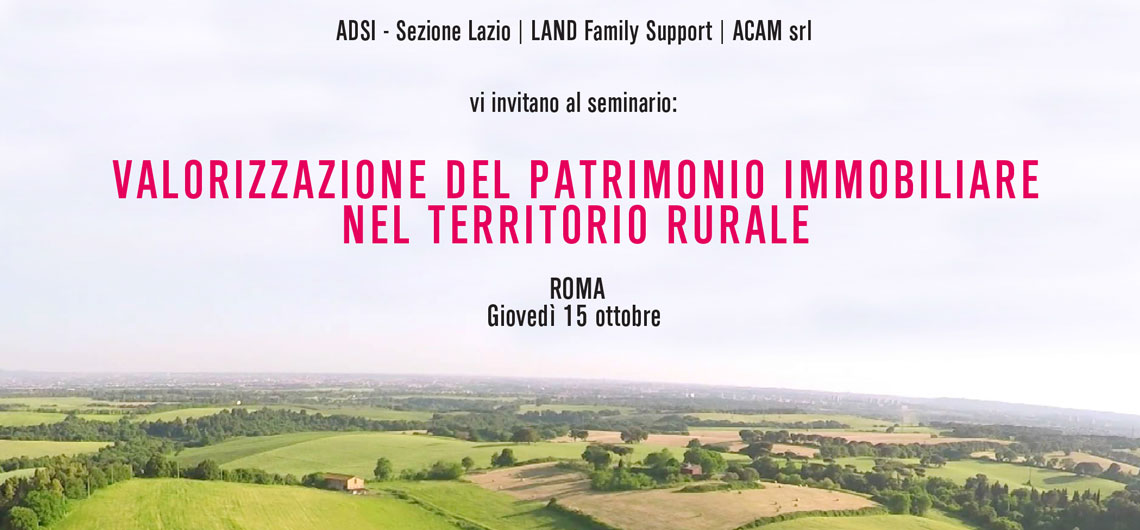 ADSI - Sezione Lazio | LAND Family Support | ACAM srl
vi invitano al seminario:
VALORIZZAZIONE DEL PATRIMONIO IMMOBILIARE
NEL TERRITORIO RURALE
ROMA
Giovedì 15 ottobre